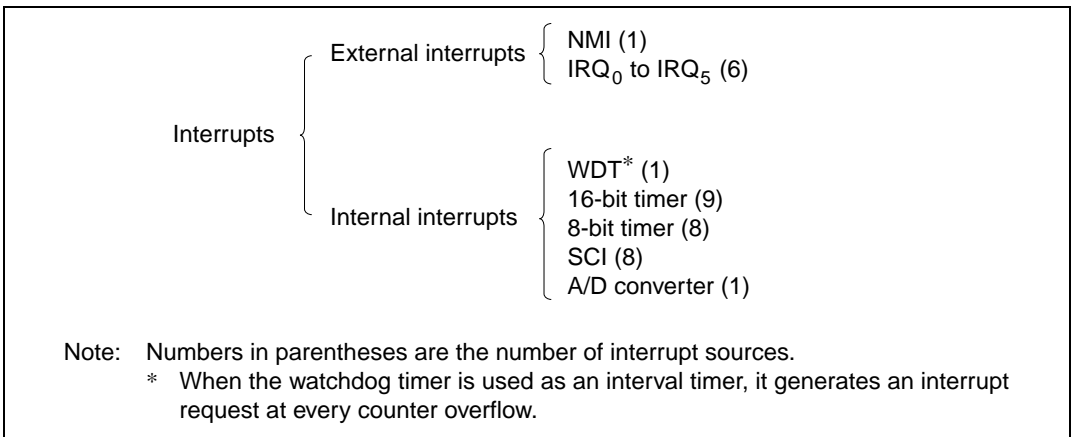 External interrupts
NMI (1)
IRQ0 to IRQ5 (6)
Interrupts
Internal interrupts
WDT* (1)
16-bit timer (9)
8-bit timer (8)
SCI (8)
A/D converter (1)
Note: Numbers in parentheses are the number of interrupt sources.
* When the watchdog timer is used as an interval timer, it generates an interrupt
request at every counter overflow.